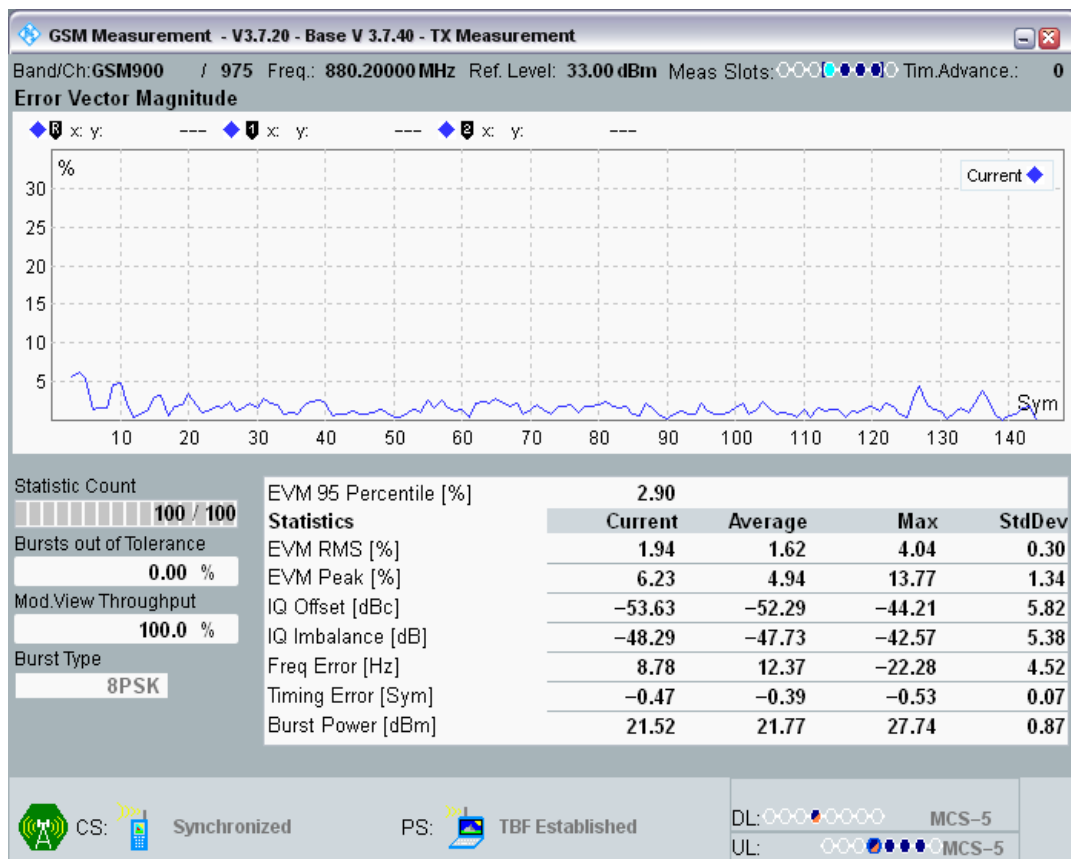 GSM Measurement - V3.7.20 - Base V 3.7.40 - TX Measurement
Band/Ch:GSM900 / 975 Freq.: 880.20000 MHz Ref. Level: 33.00 dBm Meas Slots: Tim.Advance.: 0
Error Vector Magnitude
R x: y: --- 1 x: y: --- 2 x: y: ---
%
Current
30
25
20
15
10
5
Sym
10 20 30 40 50 60 70 80 90 100 110 120 130 140
Statistic Count
100 / 100
Bursts out of Tolerance
0.00 %
Mod.View Throughput
100.0 %
Burst Type
8PSK
EVM 95 Percentile [%] 2.90
Statistics Current Average Max StdDev
EVM RMS [%] 1.94 1.62 4.04 0.30
EVM Peak [%] 6.23 4.94 13.77 1.34
IQ Offset [dBc] −53.63 −52.29 −44.21 5.82
IQ Imbalance [dB] −48.29 −47.73 −42.57 5.38
Freq Error [Hz] 8.78 12.37 −22.28 4.52
Timing Error [Sym] −0.47 −0.39 −0.53 0.07
Burst Power [dBm] 21.52 21.77 27.74 0.87
CS: Synchronized PS: TBF Established
DL: MCS−5
UL: MCS−5